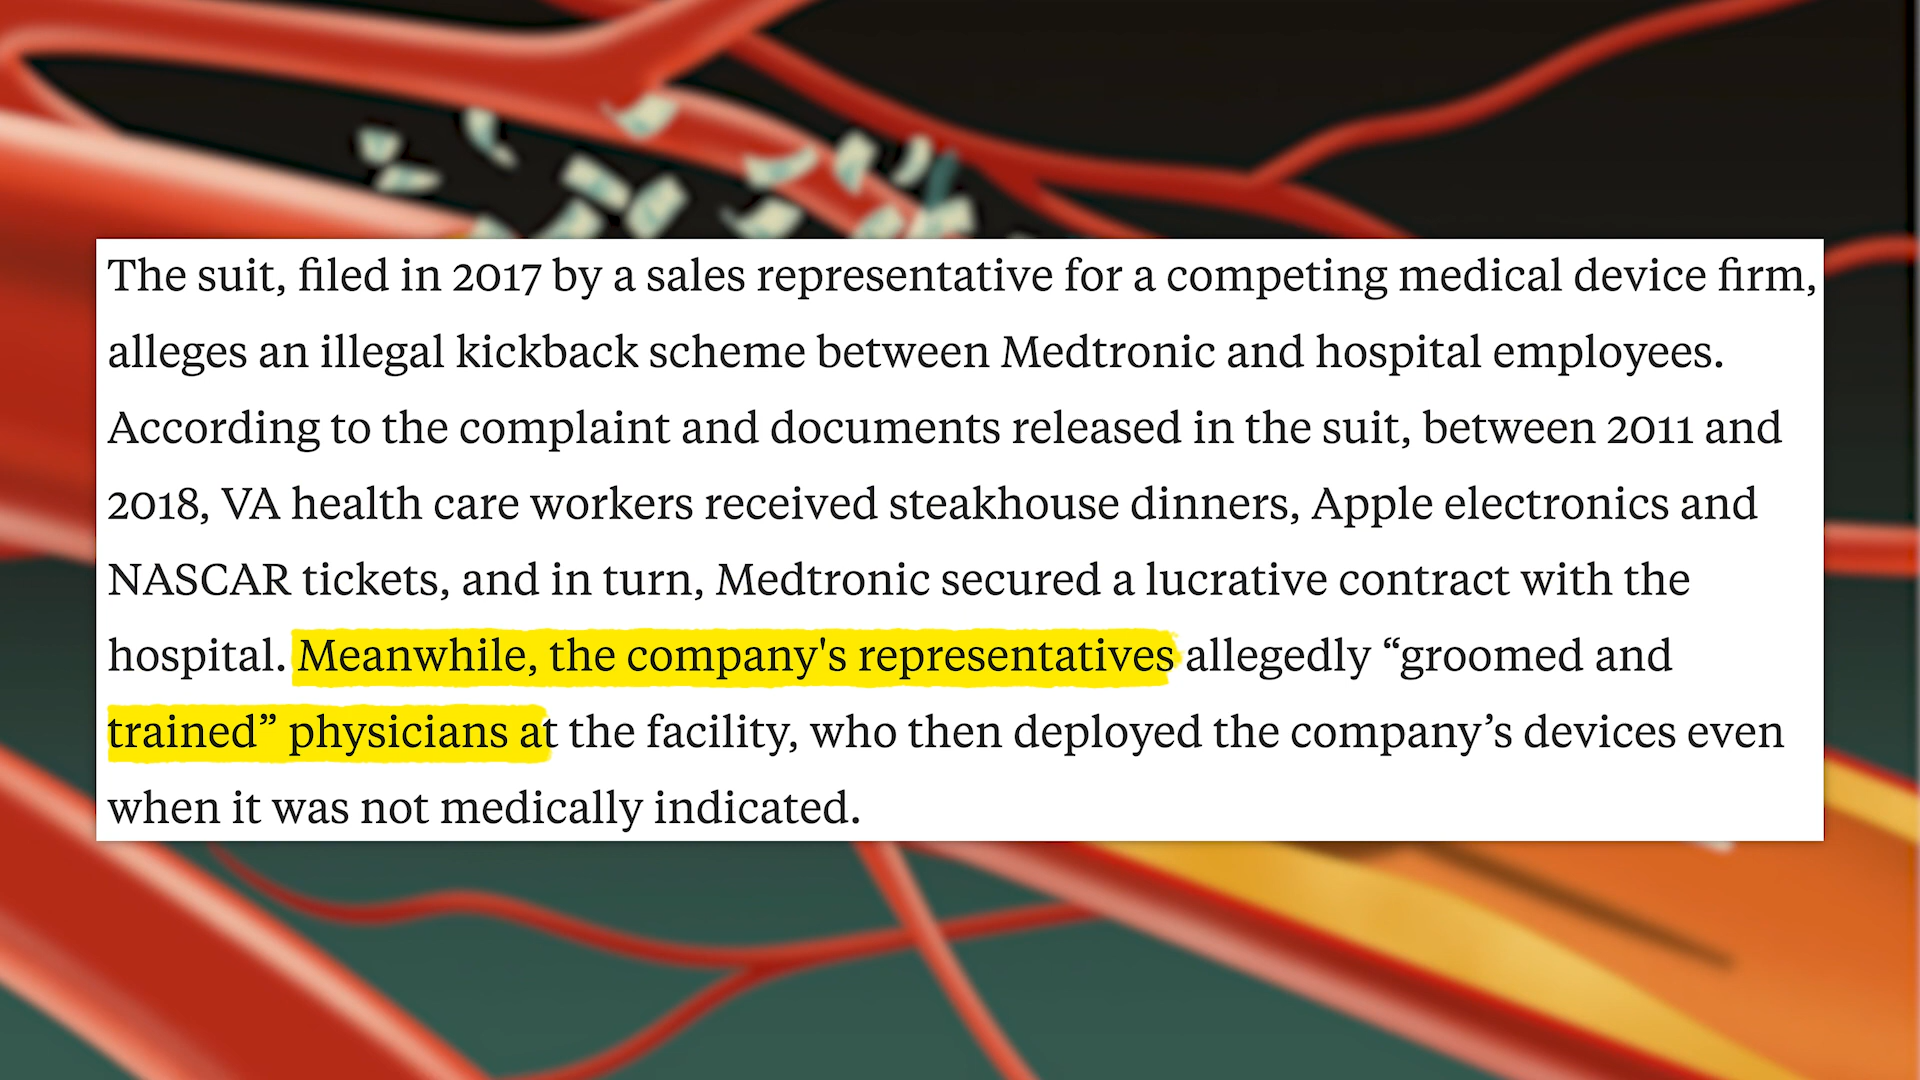 The suit, filed in 2017 by a sales representative for a competing medical device firm,
alleges an illegal kickback scheme between Medtronic and hospital employees.
According to the complaint and documents released in the suit, between 2011 and
2018, VA health care workers received steakhouse dinners, Apple electronics and
NASCAR tickets, and in turn, Medtronic secured a lucrative contract with the
hospital. Meanwhile, the company's representatives allegedly “groomed and
trained” physicians at the facility, who then deployed the company’s devices even
when it was not medically indicated.